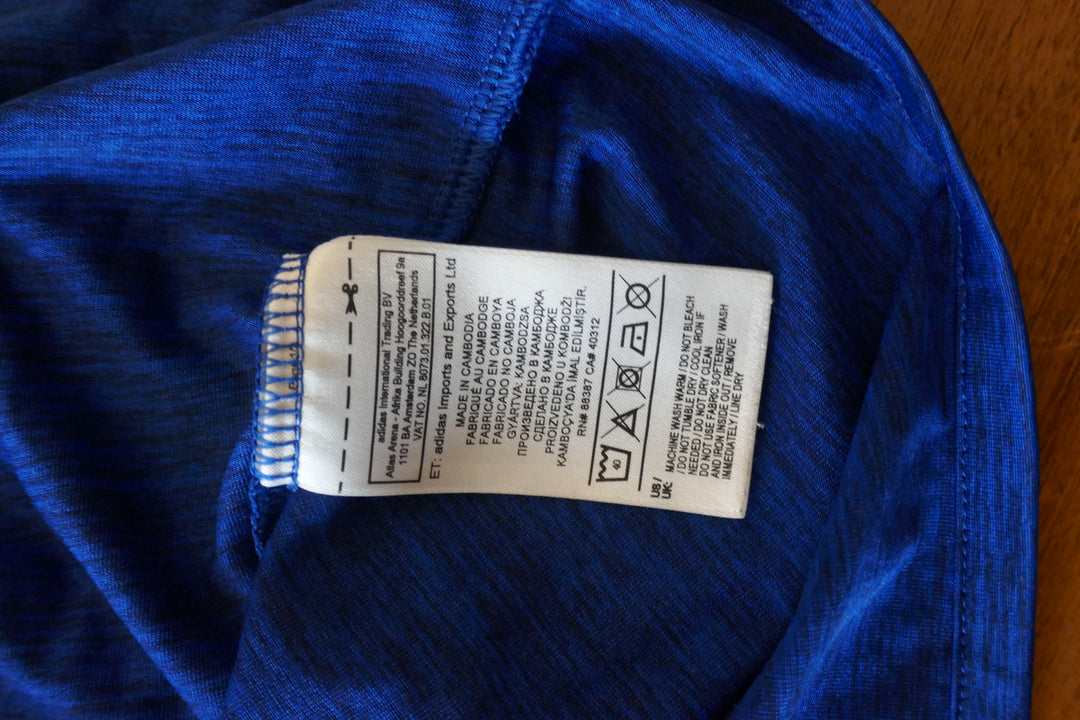 adidas International Trading BV
Atlas Arena - Afrika Building Hoogoorddreef 9a
1101 BA Amsterdam ZO The Netherlands
VAT NO. NL 8073.01.322.B.01
ET: adidas Imports and Exports Ltd
MADE IN CAMBODIA
FABRIQUÉ AU CAMBODGE
FABRICADO EN CAMBOYA
FABRICADO NO CAMBOJA
GYÁRTVA: KAMBODZSA
ПРОИЗВЕДЕНО В КАМБОДЖА
СДЕЛАНО В КАМБОДЖЕ
PROIZVEDENO U KOMBODŽI
KAMBOÇYA'DA İMAL EDİLMİŞTİR.
RN# 88387 CA# 40312
40
US / UK: MACHINE WASH WARM / DO NOT BLEACH
/ DO NOT TUMBLE DRY / COOL IRON IF
NEEDED / DO NOT DRY CLEAN
DO NOT USE FABRIC SOFTENER / WASH
AND IRON INSIDE OUT / REMOVE
IMMEDIATELY / LINE DRY